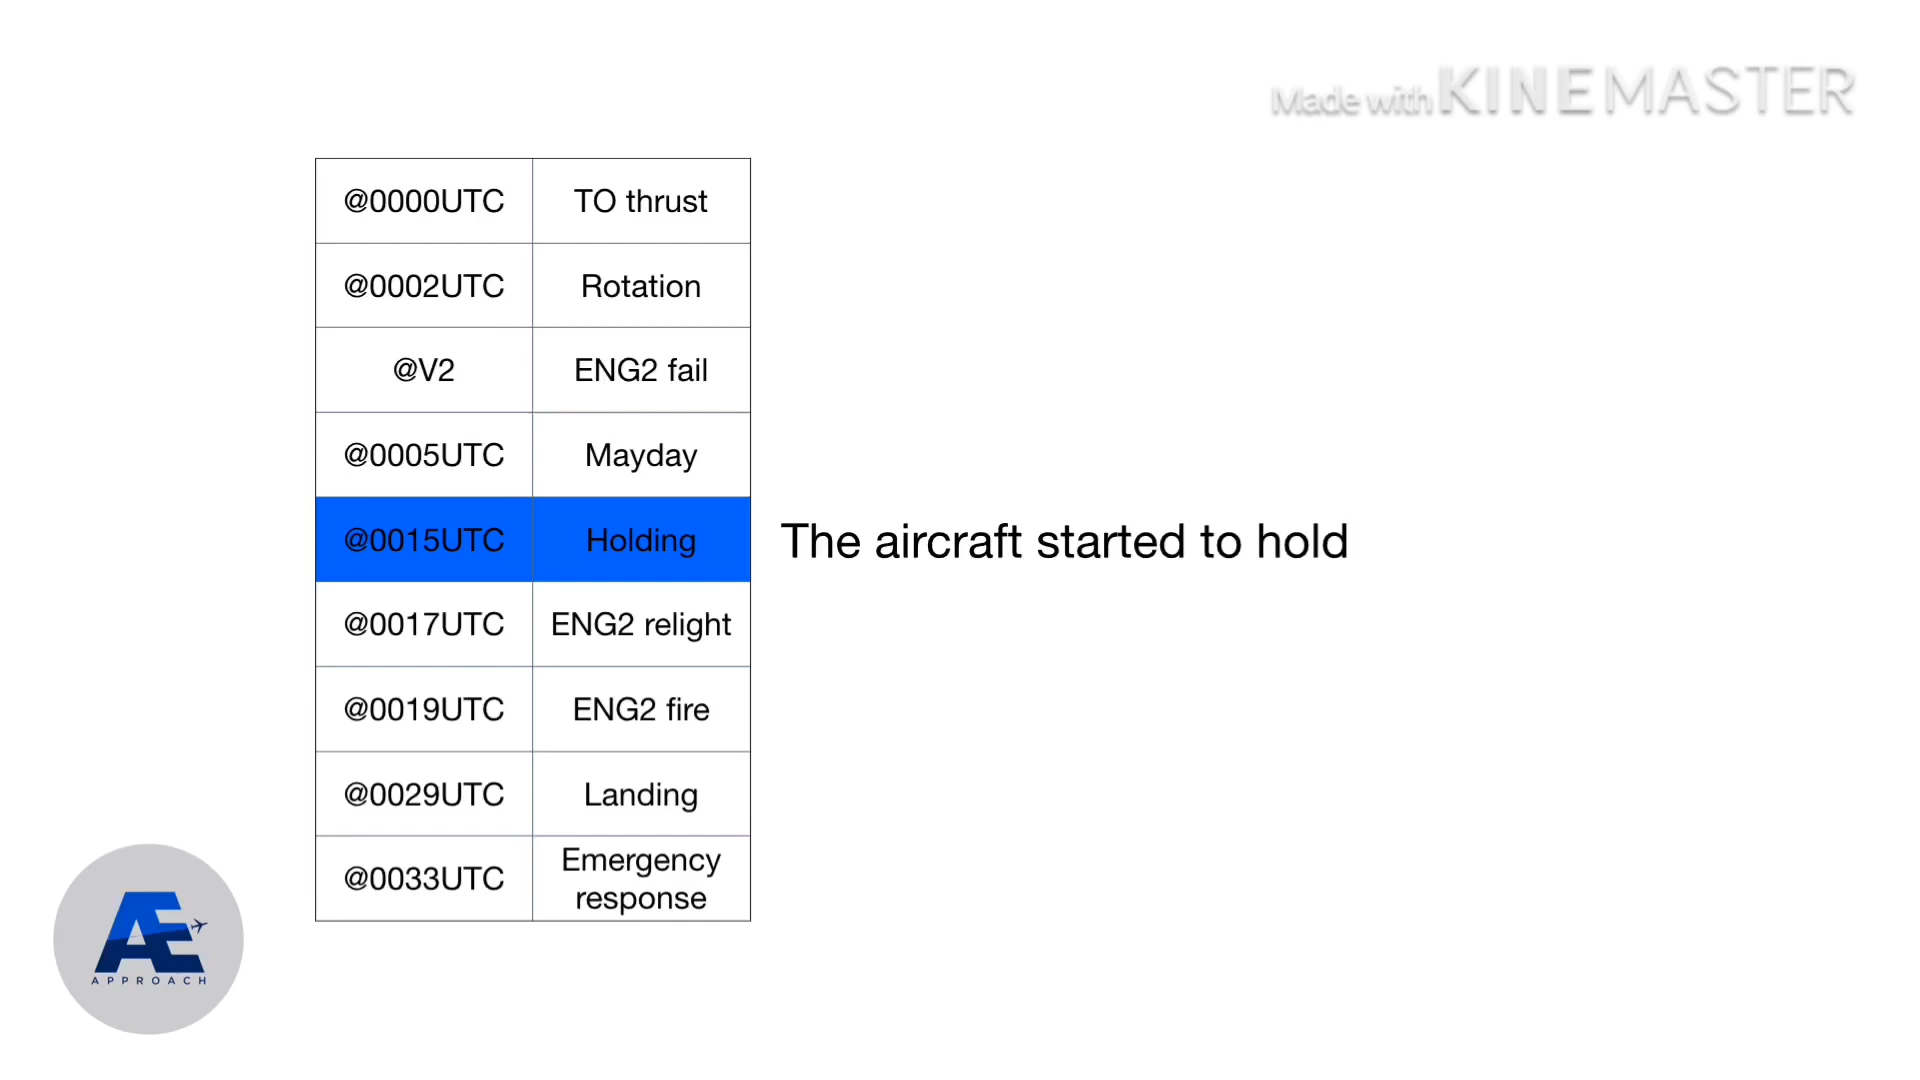 Made with KINEMASTER
@0000UTC TO thrust
@0002UTC Rotation
@V2 ENG2 fail
@0005UTC Mayday
@0015UTC Holding The aircraft started to hold
@0017UTC ENG2 relight
@0019UTC ENG2 fire
@0029UTC Landing
@0033UTC Emergency
response
Æ
APPROACH